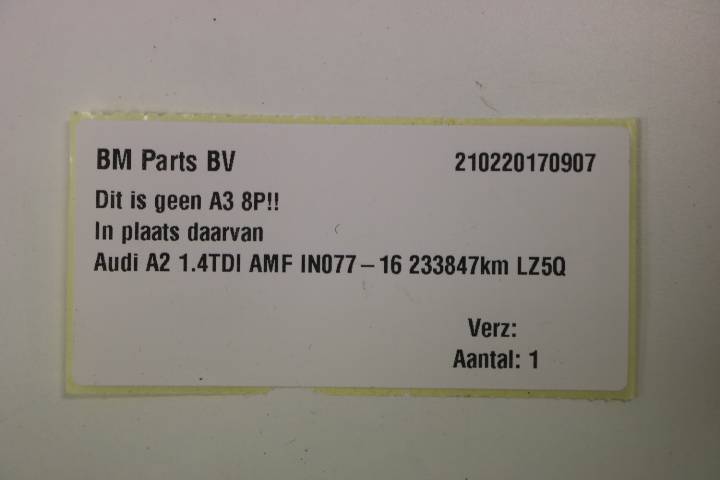 BM Parts BV 210220170907
Dit is geen A3 8P!!
In plaats daarvan
Audi A2 1.4TDI AMF IN077-16 233847km LZ5Q
Verz:
Aantal: 1